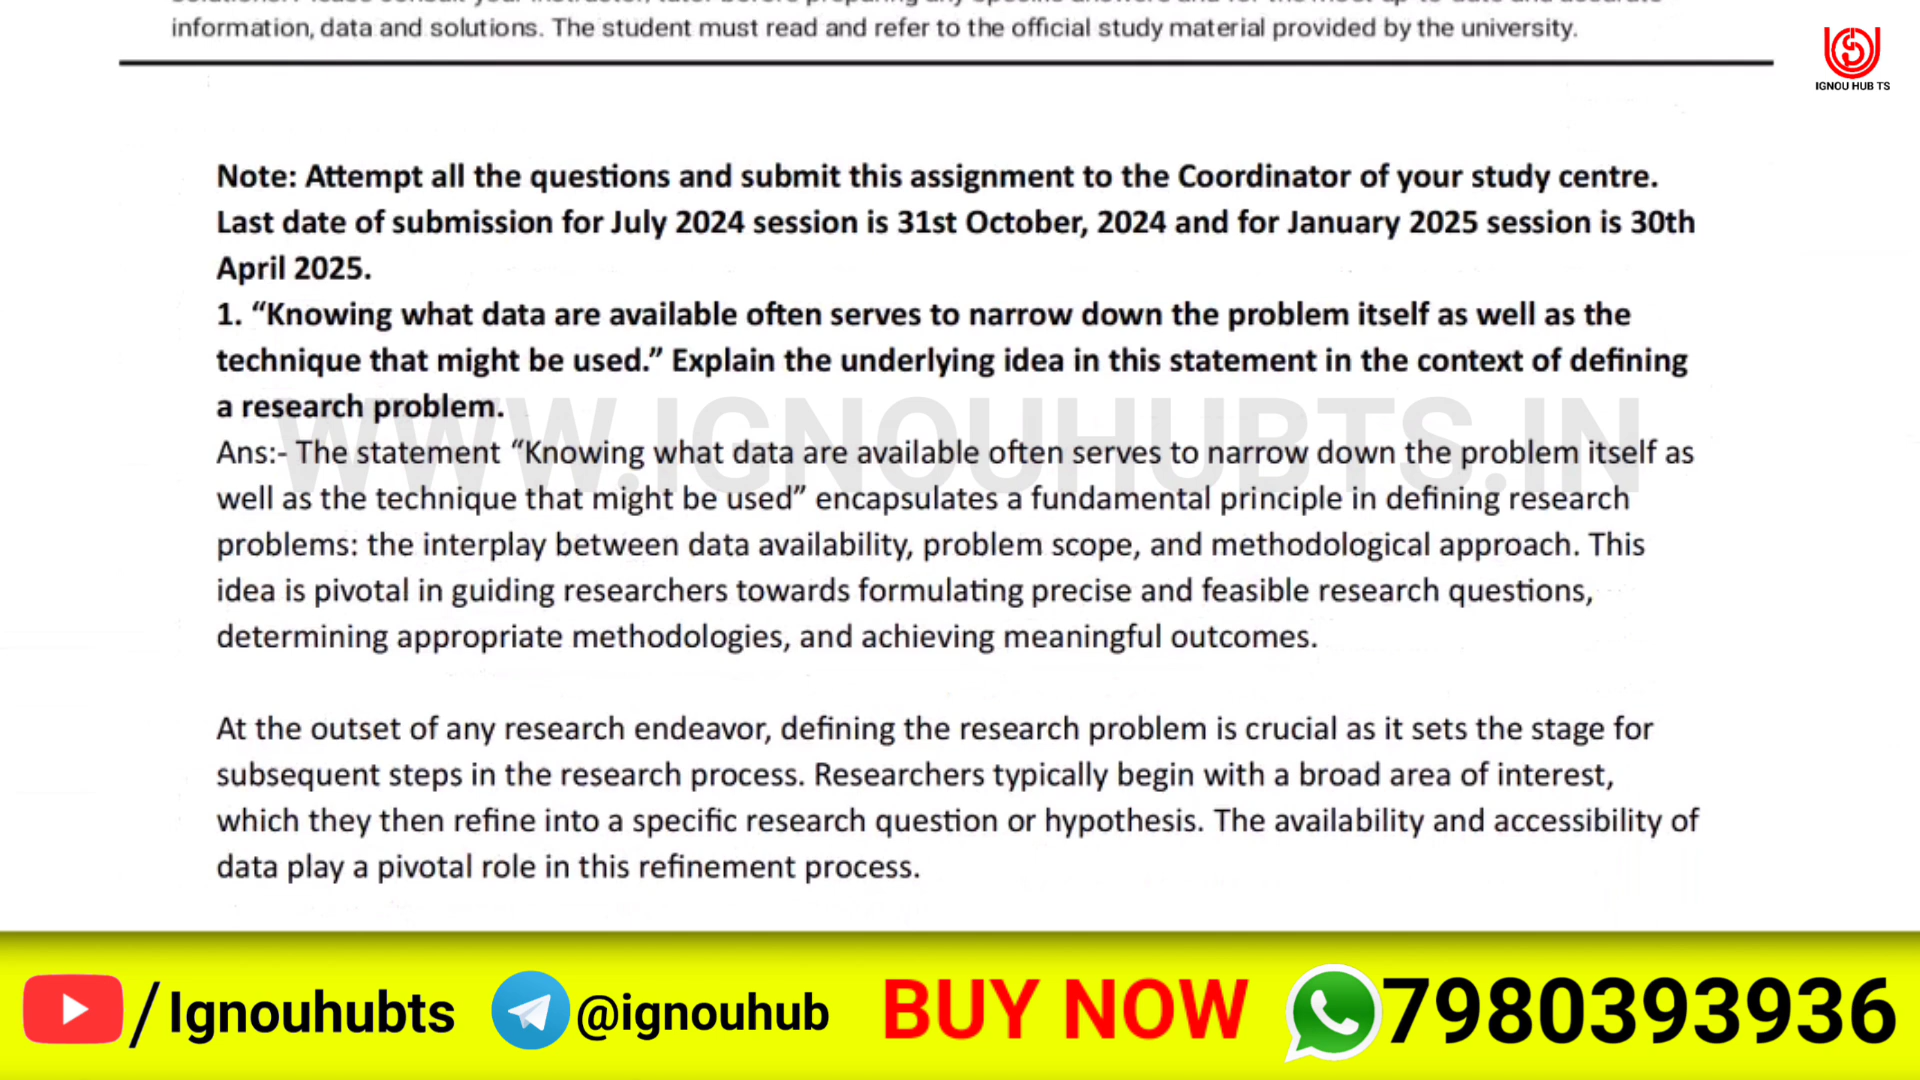 information, data and solutions. The student must read and refer to the official study material provided by the university.
IGNOU HUB TS
Note: Attempt all the questions and submit this assignment to the Coordinator of your study centre.
Last date of submission for July 2024 session is 31st October, 2024 and for January 2025 session is 30th
April 2025.
1. “Knowing what data are available often serves to narrow down the problem itself as well as the
technique that might be used.” Explain the underlying idea in this statement in the context of defining
a research problem.
WWW.IGNOUHUBTS.IN
Ans:- The statement “Knowing what data are available often serves to narrow down the problem itself as
well as the technique that might be used” encapsulates a fundamental principle in defining research
problems: the interplay between data availability, problem scope, and methodological approach. This
idea is pivotal in guiding researchers towards formulating precise and feasible research questions,
determining appropriate methodologies, and achieving meaningful outcomes.
At the outset of any research endeavor, defining the research problem is crucial as it sets the stage for
subsequent steps in the research process. Researchers typically begin with a broad area of interest,
which they then refine into a specific research question or hypothesis. The availability and accessibility of
data play a pivotal role in this refinement process.
/Ignouhubts @ignouhub BUY NOW 7980393936